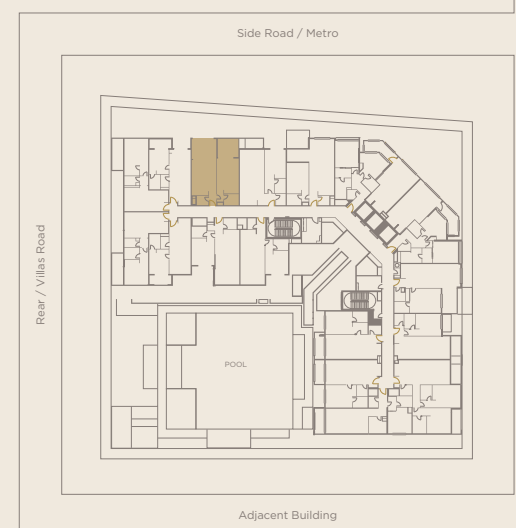 Side Road / Metro
Rear / Villas Road
POOL
Adjacent Building